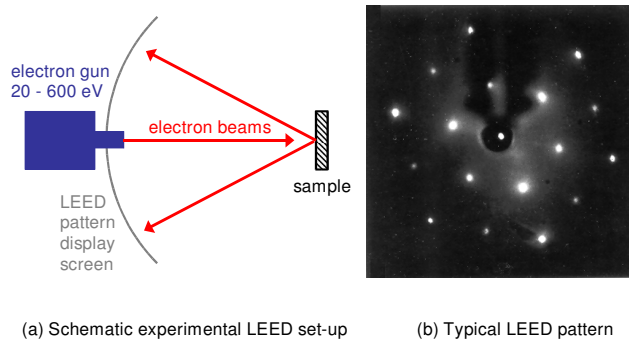 electron gun
20 - 600 eV
electron beams
sample
LEED
pattern
display
screen
(a) Schematic experimental LEED set-up
(b) Typical LEED pattern